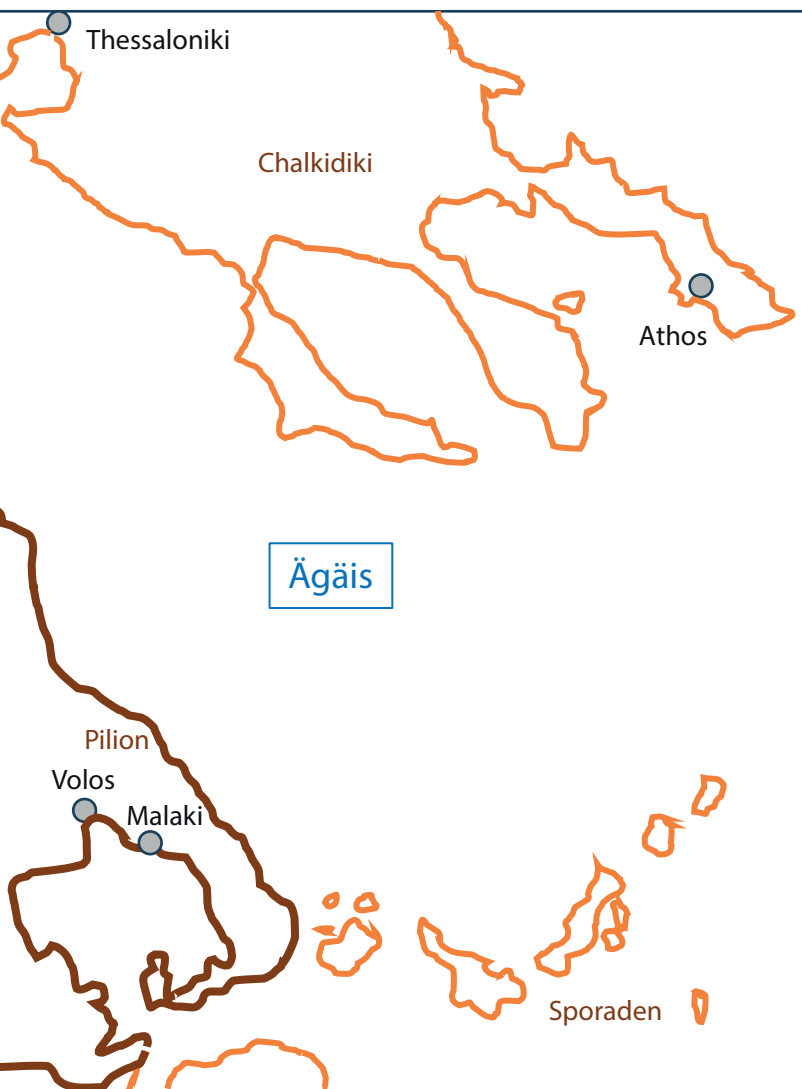 Thessaloniki
Chalkidiki
Athos
Ägäis
Pilion
Volos
Malaki
Sporaden